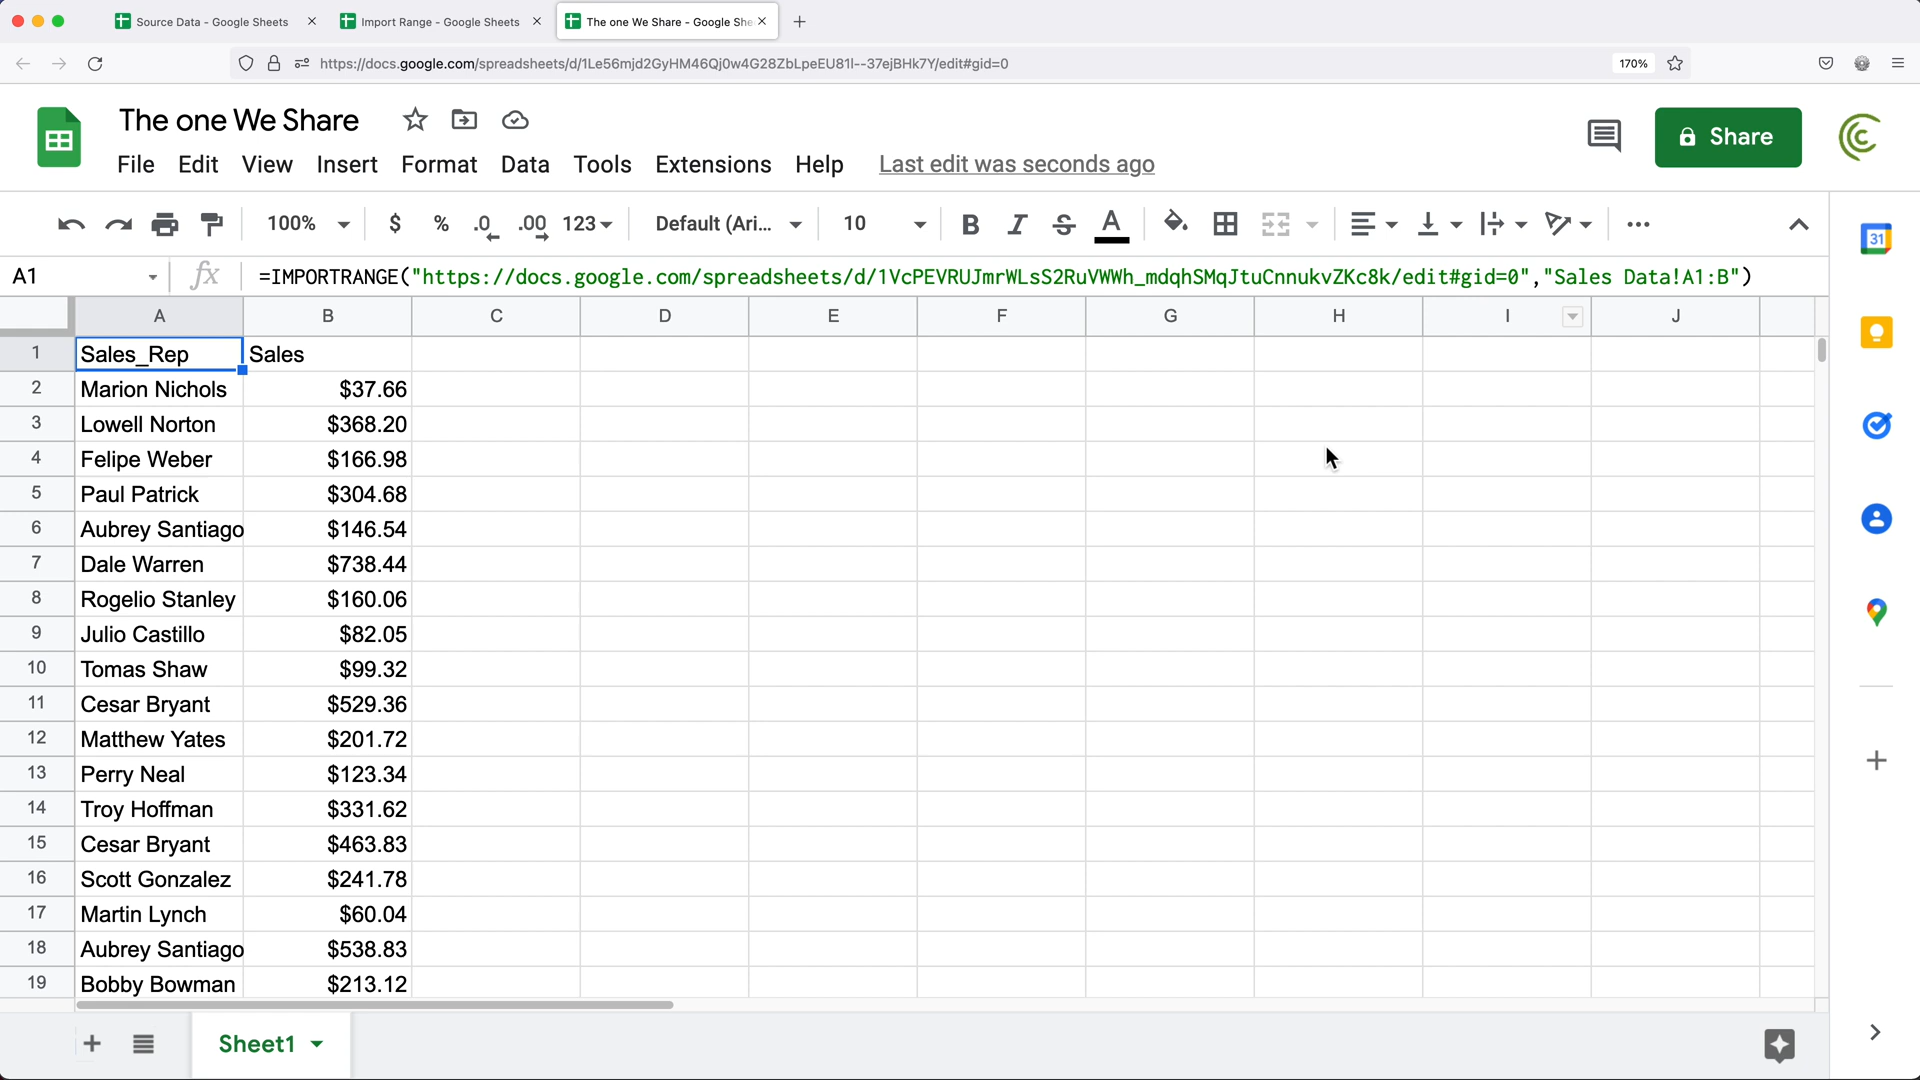 Source Data - Google Sheets
Import Range - Google Sheets
The one We Share - Google She
https://docs.google.com/spreadsheets/d/1Le56mjd2GyHM46Qj0w4G28ZbLpeEU81l--37ejBHk7Y/edit#gid=0
170%
The one We Share
Share
File Edit View Insert Format Data Tools Extensions Help Last edit was seconds ago
100% $ % .0 .00 123 Default (Ari... 10 B I S A
31
A1 fx =IMPORTRANGE("https://docs.google.com/spreadsheets/d/1VcPEVRUJmrWLsS2RuVWWh_mdqhSMqJtuCnnukvZKc8k/edit#gid=0","Sales Data!A1:B")
A B C D E F G H I J
1 Sales_Rep Sales
2 Marion Nichols $37.66
3 Lowell Norton $368.20
4 Felipe Weber $166.98
5 Paul Patrick $304.68
6 Aubrey Santiago $146.54
7 Dale Warren $738.44
8 Rogelio Stanley $160.06
9 Julio Castillo $82.05
10 Tomas Shaw $99.32
11 Cesar Bryant $529.36
12 Matthew Yates $201.72
13 Perry Neal $123.34
14 Troy Hoffman $331.62
15 Cesar Bryant $463.83
16 Scott Gonzalez $241.78
17 Martin Lynch $60.04
18 Aubrey Santiago $538.83
19 Bobby Bowman $213.12
Sheet1